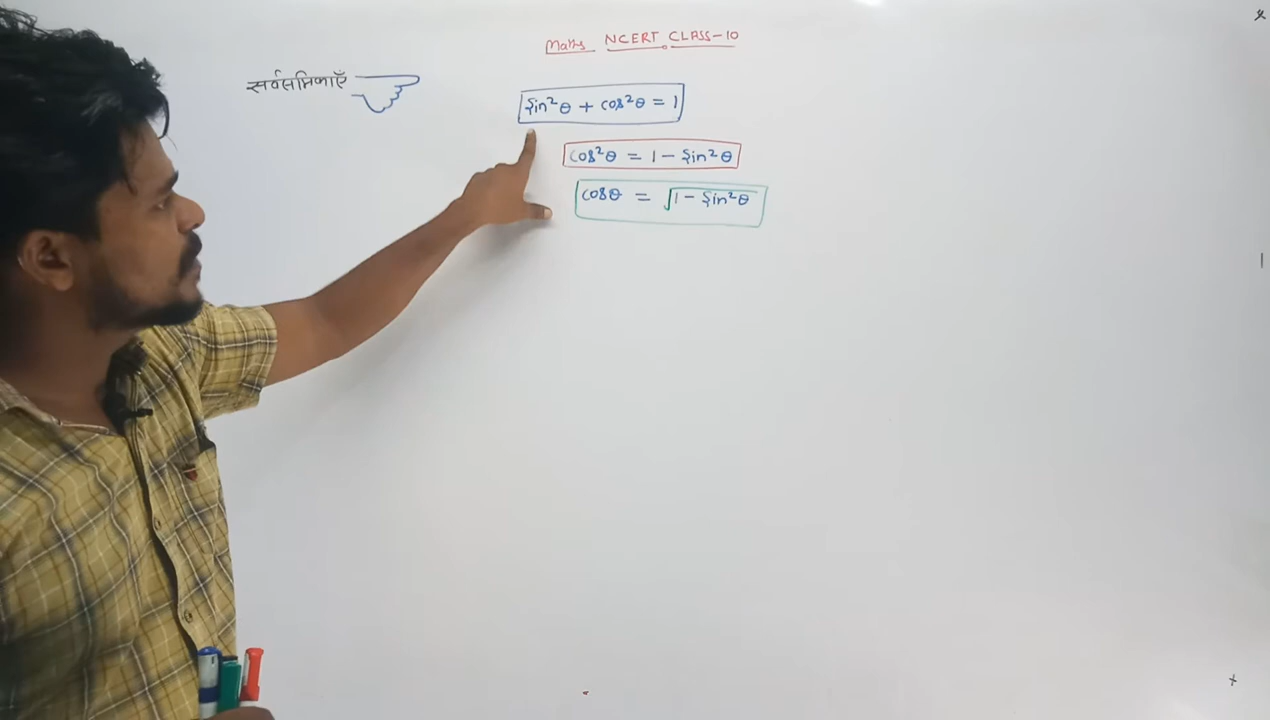 Maths NCERT CLASS-10
सर्वसमिकाएँ
sin²θ + cos²θ = 1
cos²θ = 1 - sin²θ
cosθ = √1 - sin²θ